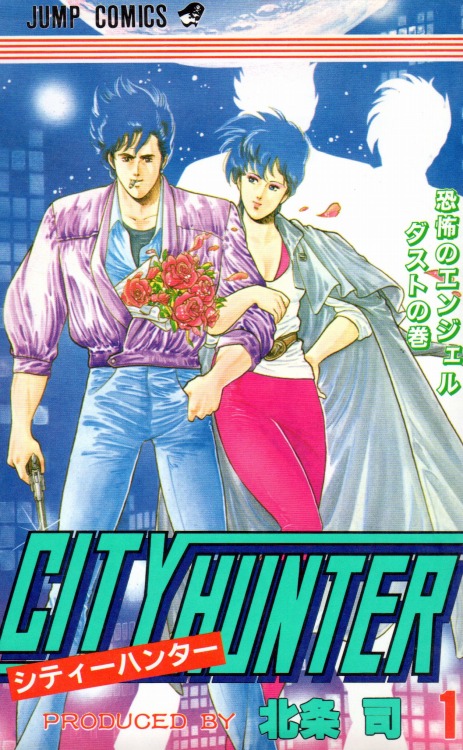 JUMP COMICS
恐怖のエンジェル
ダストの巻
CITY HUNTER
シティーハンター
PRODUCED BY 北条 司
1